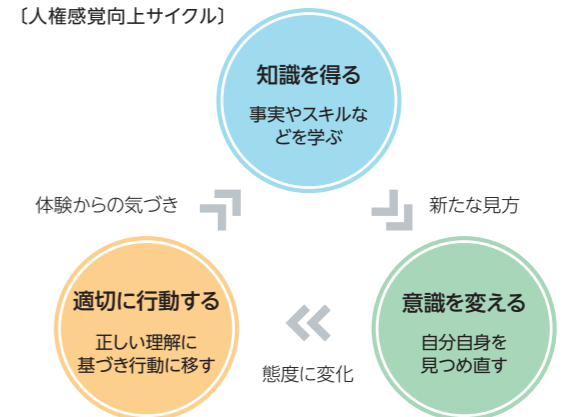 〔人権感覚向上サイクル〕
知識を得る
事実やスキルな
どを学ぶ
体験からの気づき
新たな見方
適切に行動する
正しい理解に
基づき行動に移す
意識を変える
自分自身を
見つめ直す
態度に変化